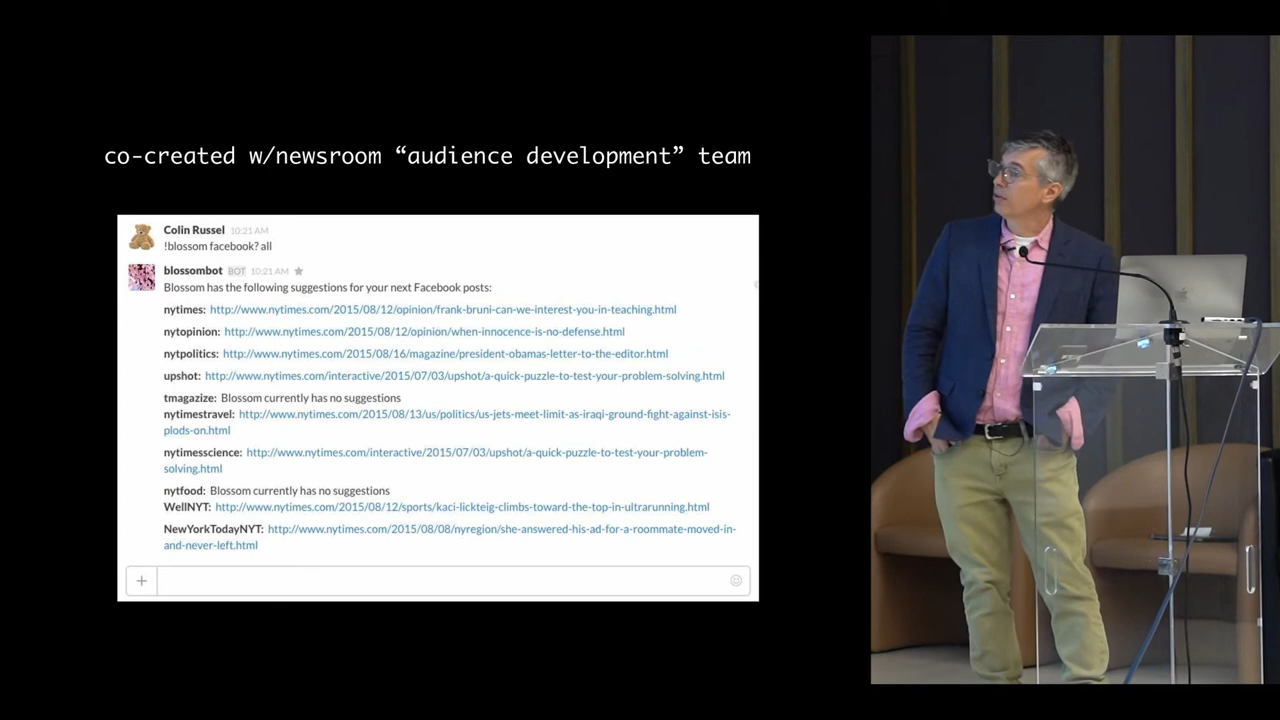 co-created w/newsroom “audience development” team
Colin Russel 10:21 AM
!blossom facebook? all
blossombot BOT 10:21 AM
Blossom has the following suggestions for your next Facebook posts:
nytimes: http://www.nytimes.com/2015/08/12/opinion/frank-bruni-can-we-interest-you-in-teaching.html
nytopinion: http://www.nytimes.com/2015/08/12/opinion/when-innocence-is-no-defense.html
nytpolitics: http://www.nytimes.com/2015/08/16/magazine/president-obamas-letter-to-the-editor.html
upshot: http://www.nytimes.com/interactive/2015/07/03/upshot/a-quick-puzzle-to-test-your-problem-solving.html
tmagazize: Blossom currently has no suggestions
nytimestravel: http://www.nytimes.com/2015/08/13/us/politics/us-jets-meet-limit-as-iraqi-ground-fight-against-isis-
plods-on.html
nytimesscience: http://www.nytimes.com/interactive/2015/07/03/upshot/a-quick-puzzle-to-test-your-problem-
solving.html
nytfood: Blossom currently has no suggestions
WellNYT: http://www.nytimes.com/2015/08/12/sports/kaci-lickteig-climbs-toward-the-top-in-ultrarunning.html
NewYorkTodayNYT: http://www.nytimes.com/2015/08/08/nyregion/she-answered-his-ad-for-a-roommate-moved-in-
and-never-left.html